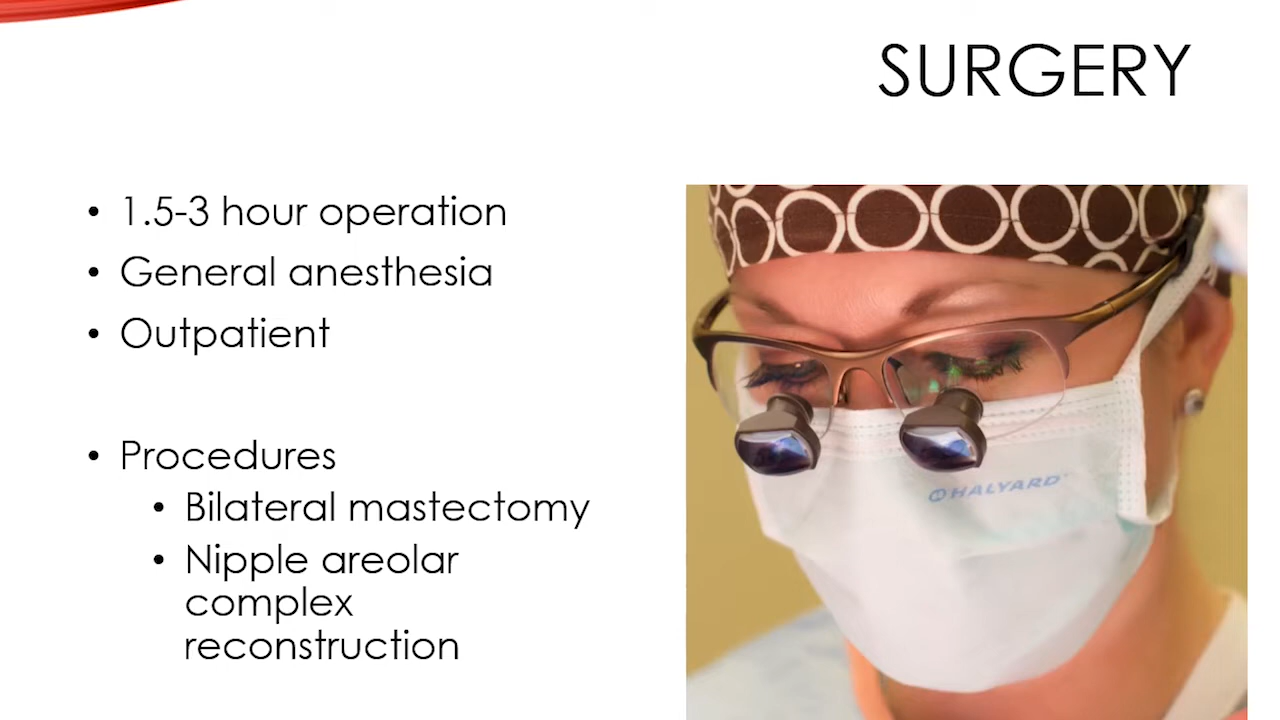 SURGERY
• 1.5-3 hour operation
• General anesthesia
• Outpatient
• Procedures
• Bilateral mastectomy
• Nipple areolar
complex
reconstruction
HALYARD